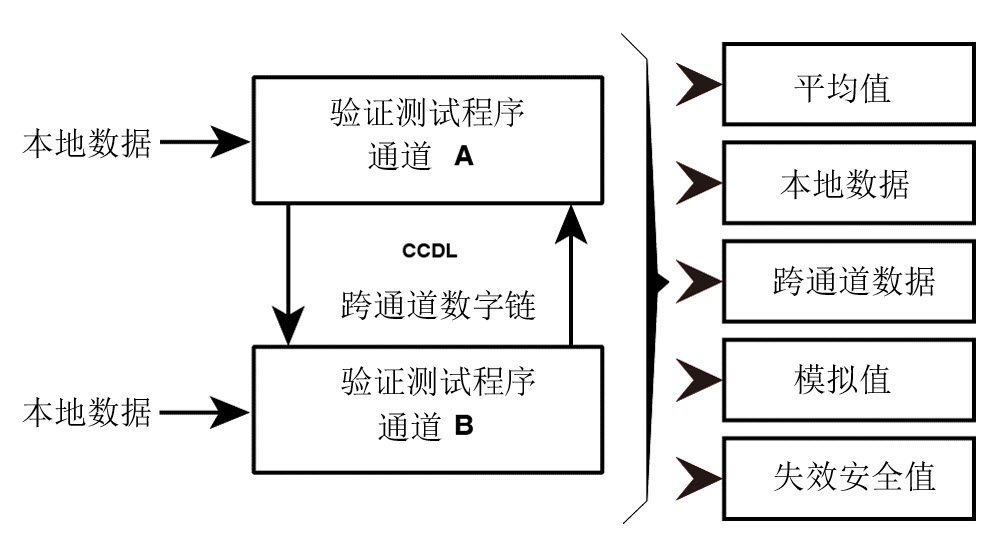 本地数据
验证测试程序
通道 A
CCDL
跨通道数字链
本地数据
验证测试程序
通道 B
平均值
本地数据
跨通道数据
模拟值
失效安全值